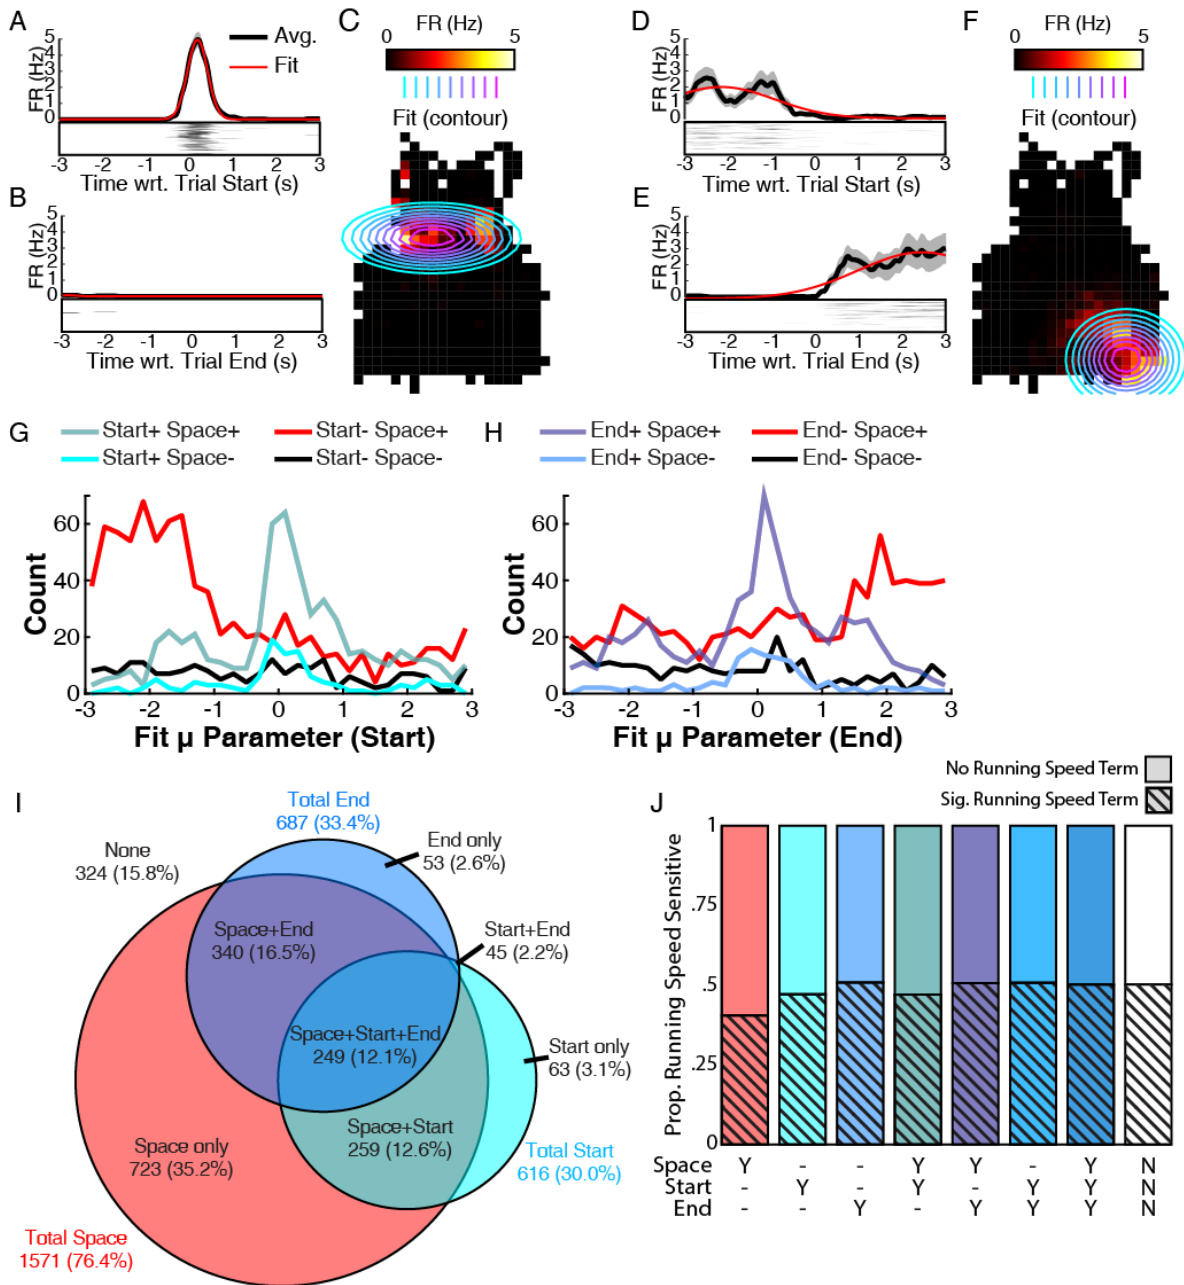 A
FR (Hz)
5
4
3
2
1
0
Avg.
Fit
-3 -2 -1 0 1 2 3
Time wrt. Trial Start (s)
B
FR (Hz)
5
4
3
2
1
0
-3 -2 -1 0 1 2 3
Time wrt. Trial End (s)
C
FR (Hz)
0 5
Fit (contour)
D
FR (Hz)
5
4
3
2
1
0
-3 -2 -1 0 1 2 3
Time wrt. Trial Start (s)
E
FR (Hz)
5
4
3
2
1
0
-3 -2 -1 0 1 2 3
Time wrt. Trial End (s)
F
FR (Hz)
0 5
Fit (contour)
G
Start+ Space+ Start- Space+
Start+ Space- Start- Space-
Count
60
40
20
0
-3 -2 -1 0 1 2 3
Fit µ Parameter (Start)
H
End+ Space+ End- Space+
End+ Space- End- Space-
Count
60
40
20
0
-3 -2 -1 0 1 2 3
Fit µ Parameter (End)
I
Total End
687 (33.4%)
None
324 (15.8%)
End only
53 (2.6%)
Space+End
340 (16.5%)
Start+End
45 (2.2%)
Space+Start+End
249 (12.1%)
Start only
63 (3.1%)
Space only
723 (35.2%)
Space+Start
259 (12.6%)
Total Start
616 (30.0%)
Total Space
1571 (76.4%)
J
No Running Speed Term
Sig. Running Speed Term
Prop. Running Speed Sensitive
1
.75
.5
.25
0
Space Y - - Y Y - Y N
Start - Y - Y - Y Y N
End - - Y - Y Y Y N